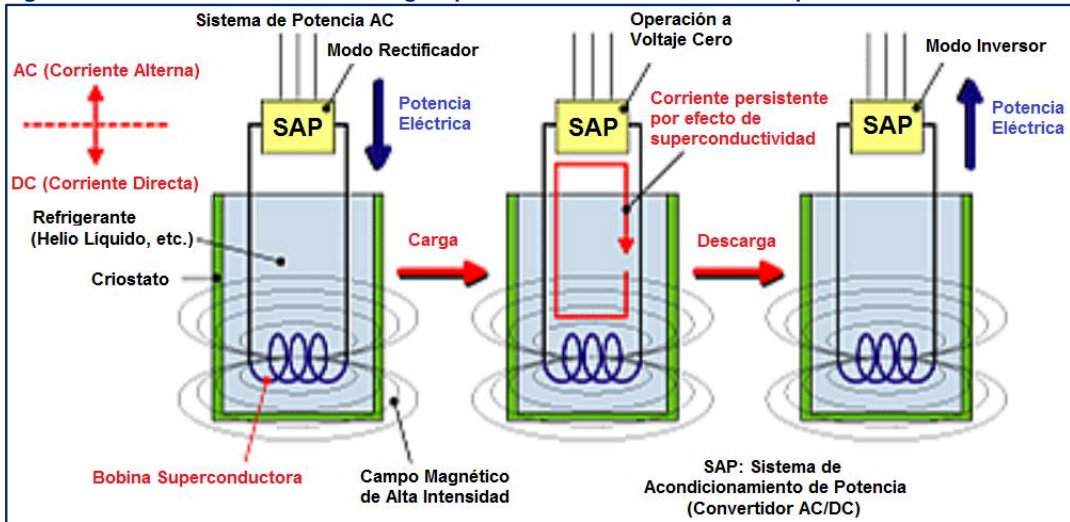 Sistema de Potencia AC
Modo Rectificador
AC (Corriente Alterna)
DC (Corriente Directa)
SAP
Potencia
Eléctrica
Refrigerante
(Helio Líquido, etc.)
Criostato
Bobina Superconductora
Campo Magnético
de Alta Intensidad
Carga
Operación a
Voltaje Cero
SAP
Corriente persistente
por efecto de
superconductividad
Descarga
Modo Inversor
SAP
Potencia
Eléctrica
SAP: Sistema de
Acondicionamiento de Potencia
(Convertidor AC/DC)